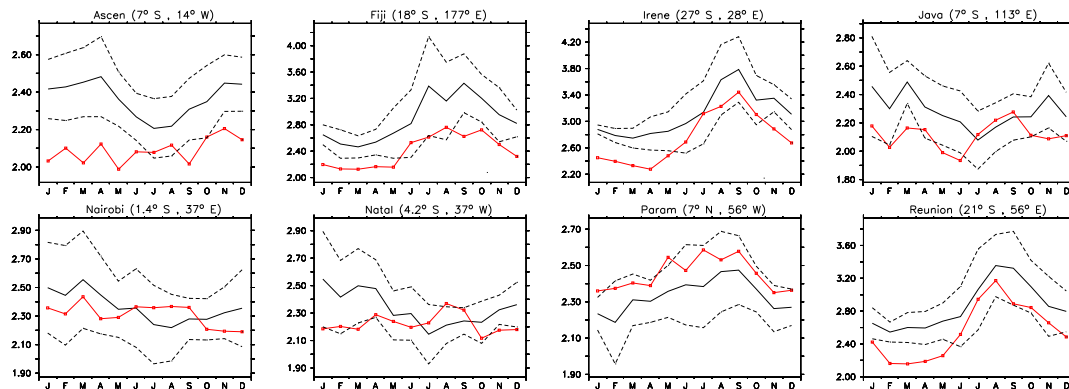 Ascen (7° S , 14° W)
2.60
2.40
2.20
2.00
J F M A M J J A S O N D
Fiji (18° S , 177° E)
4.00
3.60
3.20
2.80
2.40
2.00
J F M A M J J A S O N D
Irene (27° S , 28° E)
4.20
3.80
3.40
3.00
2.60
2.20
J F M A M J J A S O N D
Java (7° S , 113° E)
2.80
2.60
2.40
2.20
2.00
1.80
J F M A M J J A S O N D
Nairobi (1.4° S , 37° E)
2.90
2.70
2.50
2.30
2.10
1.90
J F M A M J J A S O N D
Natal (4.2° S , 37° W)
2.90
2.70
2.50
2.30
2.10
1.90
J F M A M J J A S O N D
Param (7° N , 56° W)
2.70
2.50
2.30
2.10
1.90
J F M A M J J A S O N D
Reunion (21° S , 56° E)
3.60
3.20
2.80
2.40
2.00
J F M A M J J A S O N D